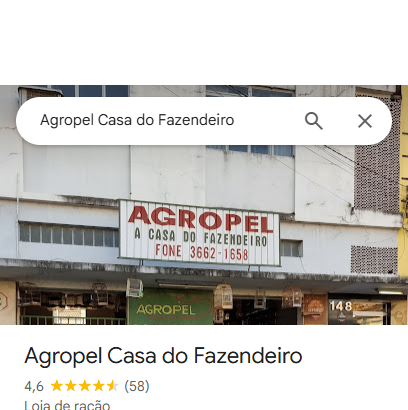 Agropel Casa do Fazendeiro
AGROPEL
A CASA DO FAZENDEIRO
FONE 3662-1658
AGROPEL
148
Agropel Casa do Fazendeiro
4,6 (58)
Loja de ração